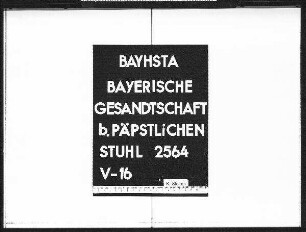 BAYHSTA
BAYERISCHE
GESANDTSCHAFT
b. PÄPSTLiCHEN
STUHL 2564
V-16